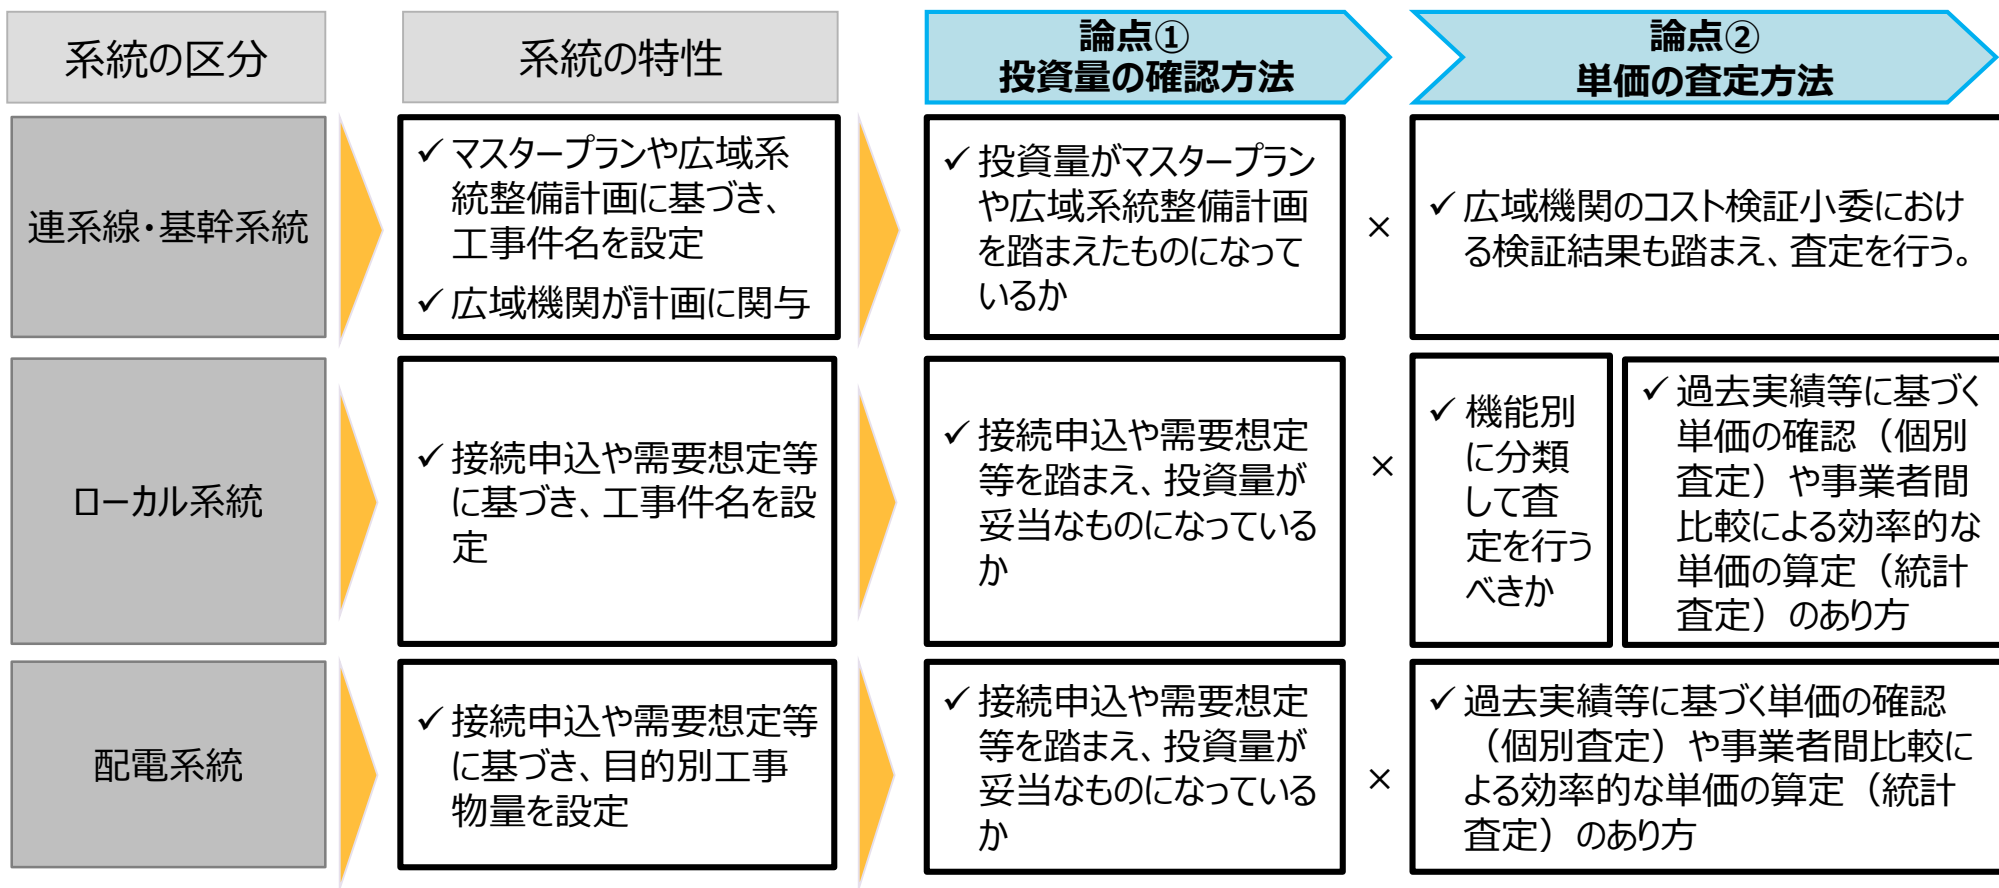 系統の区分
系統の特性
論点①
投資量の確認方法
論点②
単価の査定方法
連系線・基幹系統
✓マスタープランや広域系
統整備計画に基づき、
工事件名を設定
✓広域機関が計画に関与
✓投資量がマスタープラン
や広域系統整備計画
を踏まえたものになって
いるか
×
✓広域機関のコスト検証小委におけ
る検証結果も踏まえ、査定を行う。
ローカル系統
✓接続申込や需要想定等
に基づき、工事件名を設
定
✓接続申込や需要想定
等を踏まえ、投資量が
妥当なものになっている
か
×
✓機能別
に分類
して査
定を行う
べきか
✓過去実績等に基づく
単価の確認（個別
査定）や事業者間
比較による効率的な
単価の算定（統計
査定）のあり方
配電系統
✓接続申込や需要想定等
に基づき、目的別工事
物量を設定
✓接続申込や需要想定
等を踏まえ、投資量が
妥当なものになっている
か
×
✓過去実績等に基づく単価の確認
（個別査定）や事業者間比較に
よる効率的な単価の算定（統計
査定）のあり方